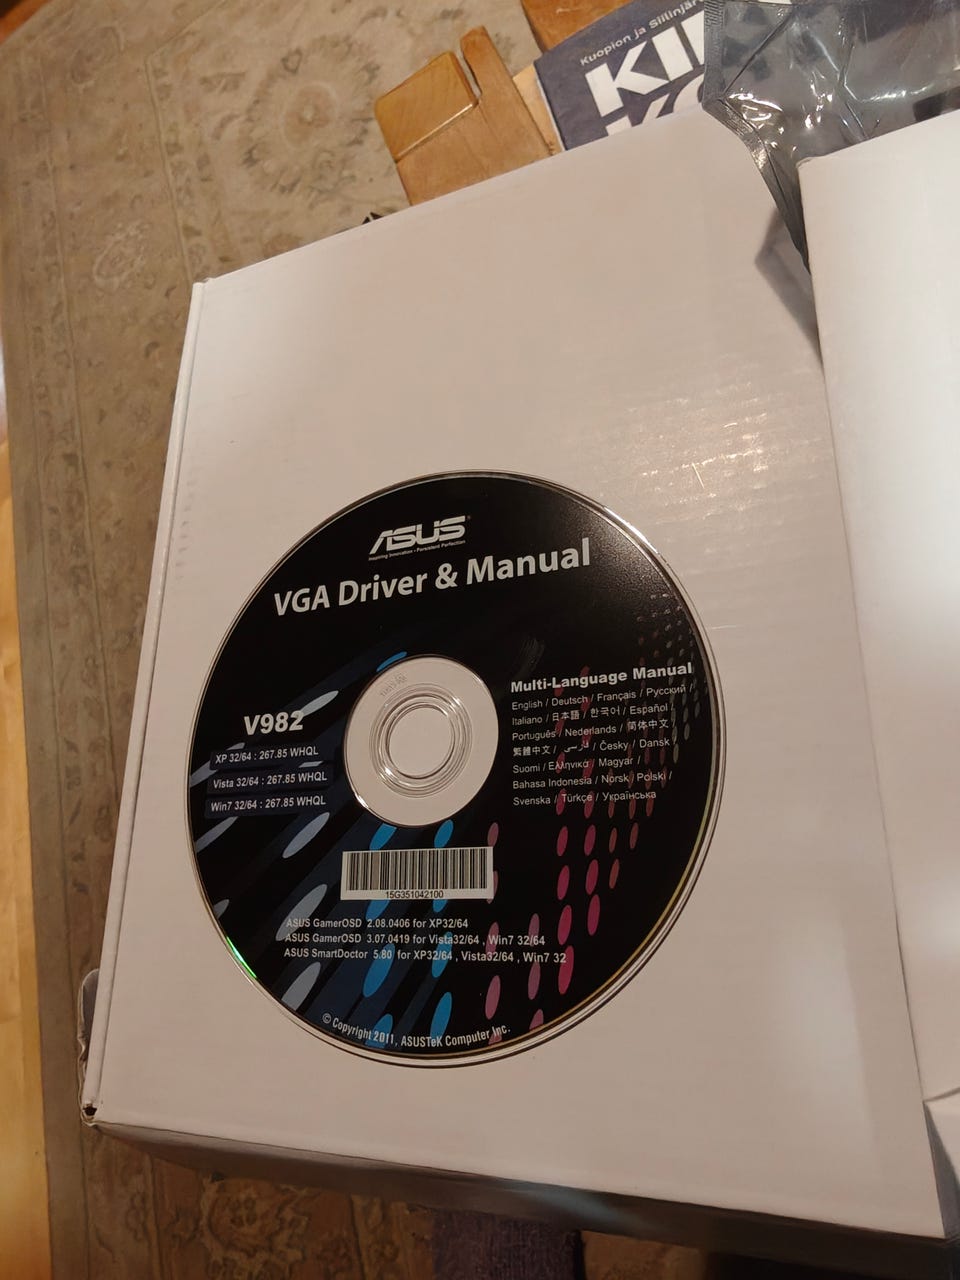 Kuopion ja Siilinjär
KI
ASUS
Inspiring Innovation • Persistent Perfection
VGA Driver & Manual
V982
XP 32/64 : 267.85 WHQL
Vista 32/64 : 267.85 WHQL
Win7 32/64 : 267.85 WHQL
Multi-Language Manual
English / Deutsch / Français / Русский /
Italiano / 日本語 / 한국어 / Español /
Português / Nederlands / 简体中文 /
繁體中文 / فارسی / Česky / Dansk /
Suomi / Ελληνικά / Magyar /
Bahasa Indonesia / Norsk / Polski /
Svenska / Türkçe / Українська
15G351042100
ASUS GamerOSD 2.08.0406 for XP32/64
ASUS GamerOSD 3.07.0419 for Vista32/64 , Win7 32/64
ASUS SmartDoctor 5.80 for XP32/64 , Vista32/64 , Win7 32
© Copyright 2011, ASUSTeK Computer Inc.